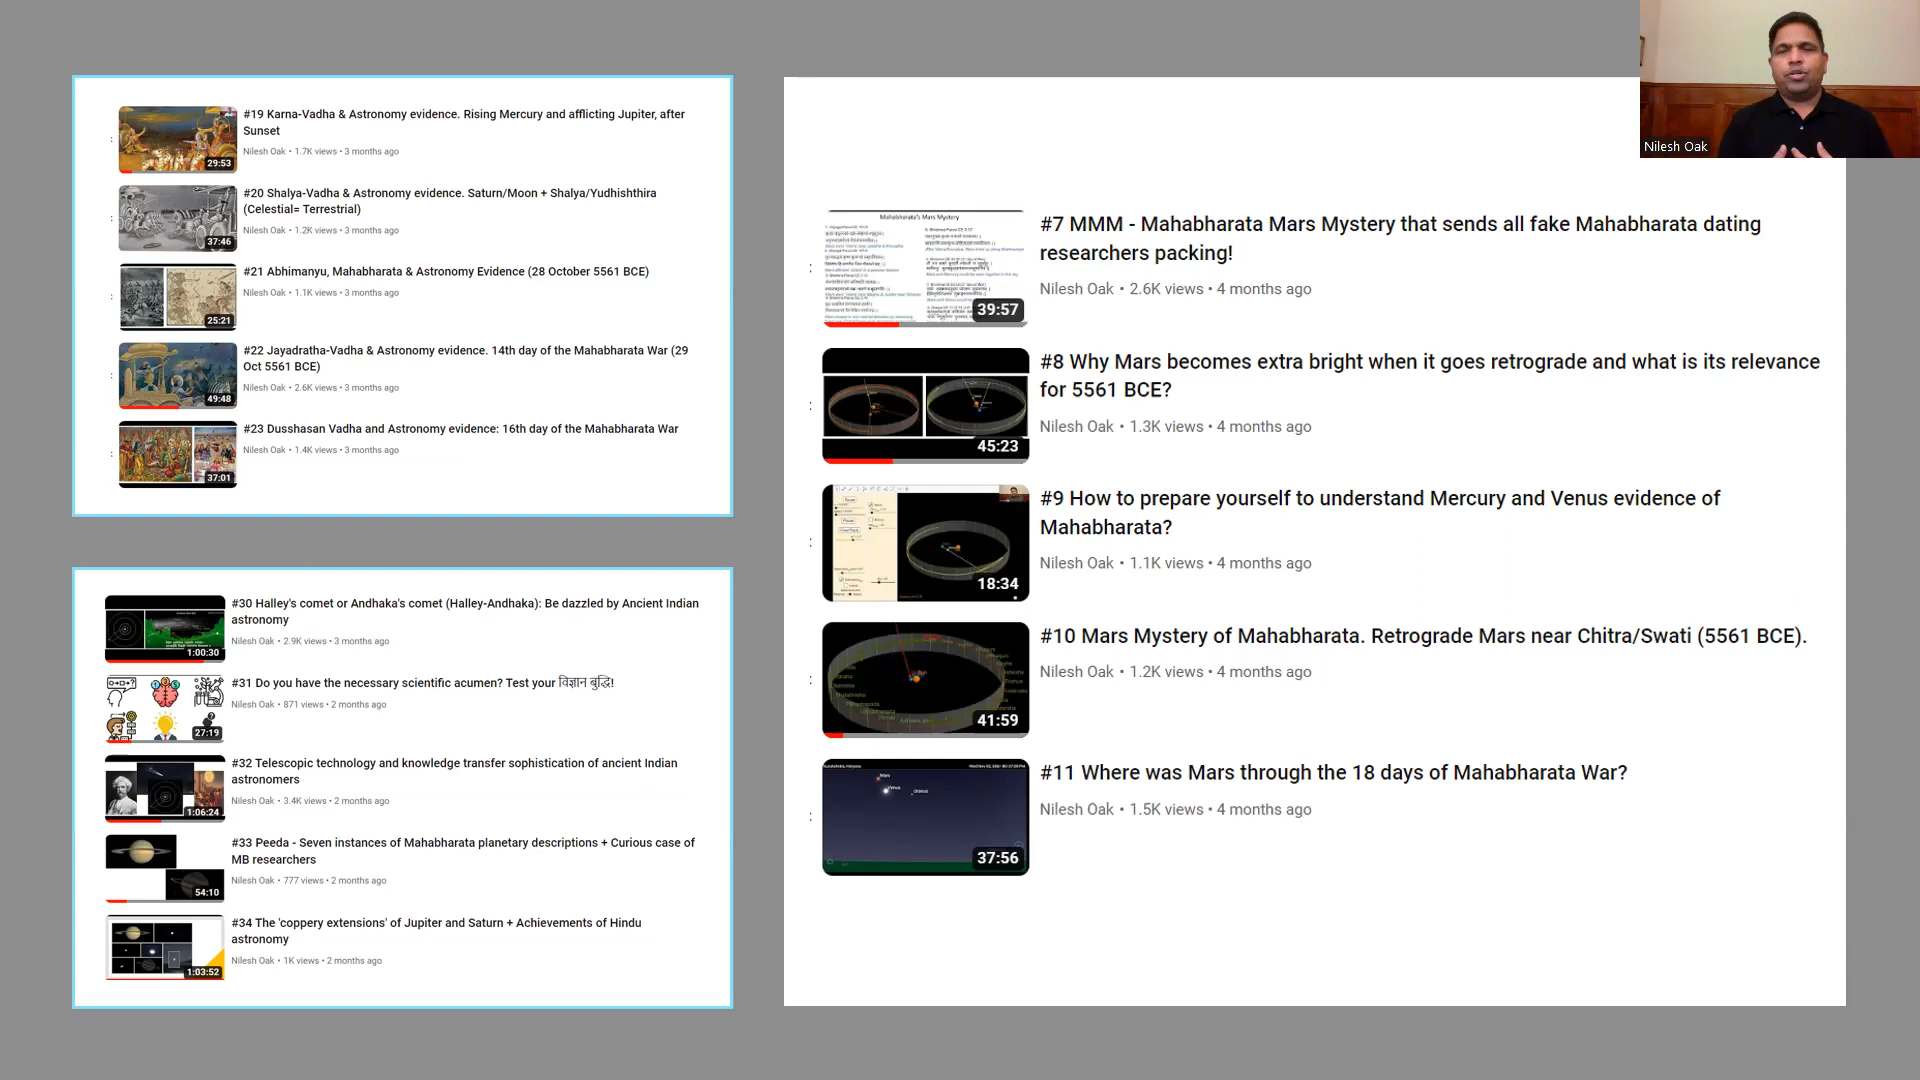 #19 Karna-Vadha & Astronomy evidence. Rising Mercury and afflicting Jupiter, after
Sunset
Nilesh Oak • 1.7K views • 3 months ago
29:53
#20 Shalya-Vadha & Astronomy evidence. Saturn/Moon + Shalya/Yudhishthira
(Celestial= Terrestrial)
Nilesh Oak • 1.2K views • 3 months ago
37:46
#21 Abhimanyu, Mahabharata & Astronomy Evidence (28 October 5561 BCE)
Nilesh Oak • 1.1K views • 3 months ago
25:21
#22 Jayadratha-Vadha & Astronomy evidence. 14th day of the Mahabharata War (29
Oct 5561 BCE)
Nilesh Oak • 2.6K views • 3 months ago
49:48
#23 Dusshasan Vadha and Astronomy evidence: 16th day of the Mahabharata War
Nilesh Oak • 1.4K views • 3 months ago
37:01
#30 Halley's comet or Andhaka's comet (Halley-Andhaka): Be dazzled by Ancient Indian
astronomy
Nilesh Oak • 2.9K views • 3 months ago
1:00:30
#31 Do you have the necessary scientific acumen? Test your विज्ञान बुद्धि!
Nilesh Oak • 871 views • 2 months ago
27:19
#32 Telescopic technology and knowledge transfer sophistication of ancient Indian
astronomers
Nilesh Oak • 3.4K views • 2 months ago
1:06:24
#33 Peeda - Seven instances of Mahabharata planetary descriptions + Curious case of
MB researchers
Nilesh Oak • 777 views • 2 months ago
54:10
#34 The 'coppery extensions' of Jupiter and Saturn + Achievements of Hindu
astronomy
Nilesh Oak • 1K views • 2 months ago
1:03:52
Nilesh Oak
Mahabharata's Mars Mystery
#7 MMM - Mahabharata Mars Mystery that sends all fake Mahabharata dating
researchers packing!
Nilesh Oak • 2.6K views • 4 months ago
39:57
#8 Why Mars becomes extra bright when it goes retrograde and what is its relevance
for 5561 BCE?
Nilesh Oak • 1.3K views • 4 months ago
45:23
#9 How to prepare yourself to understand Mercury and Venus evidence of
Mahabharata?
Nilesh Oak • 1.1K views • 4 months ago
18:34
#10 Mars Mystery of Mahabharata. Retrograde Mars near Chitra/Swati (5561 BCE).
Nilesh Oak • 1.2K views • 4 months ago
41:59
#11 Where was Mars through the 18 days of Mahabharata War?
Nilesh Oak • 1.5K views • 4 months ago
Mars
Venus
Uranus
37:56